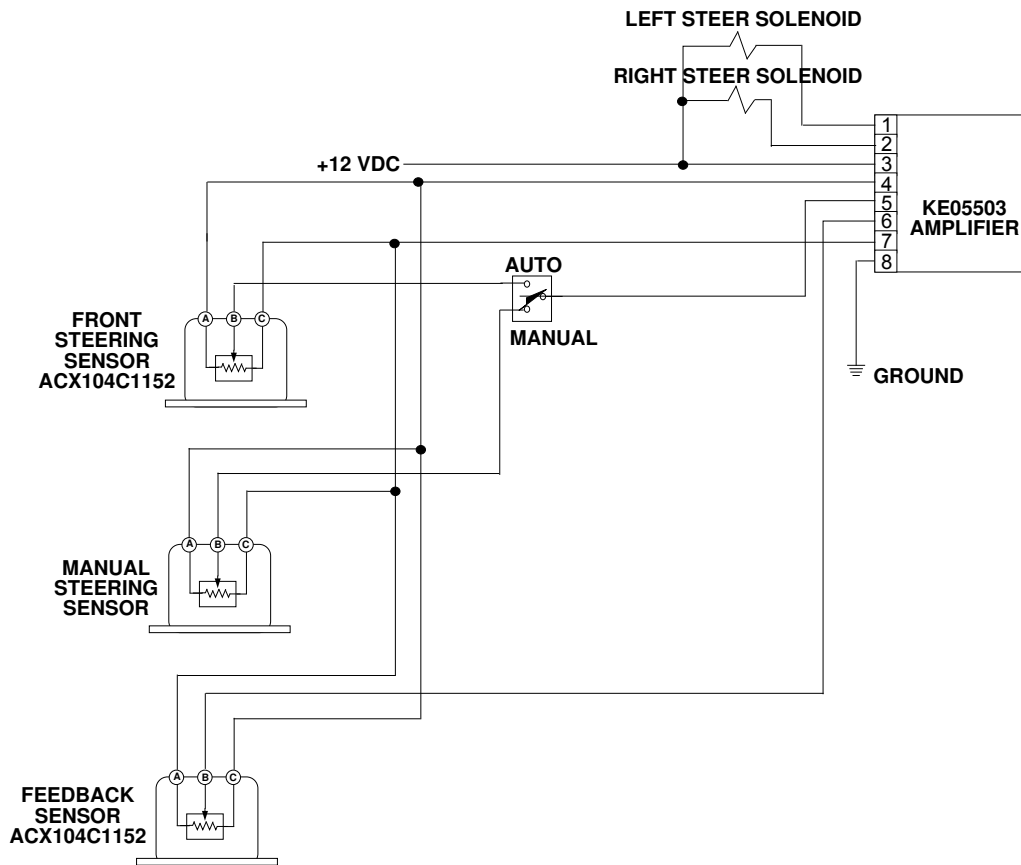 LEFT STEER SOLENOID
RIGHT STEER SOLENOID
+12 VDC
1
2
3
4
5
6
7
8
KE05503
AMPLIFIER
AUTO
MANUAL
GROUND
A B C
FRONT
STEERING
SENSOR
ACX104C1152
A B C
MANUAL
STEERING
SENSOR
A B C
FEEDBACK
SENSOR
ACX104C1152